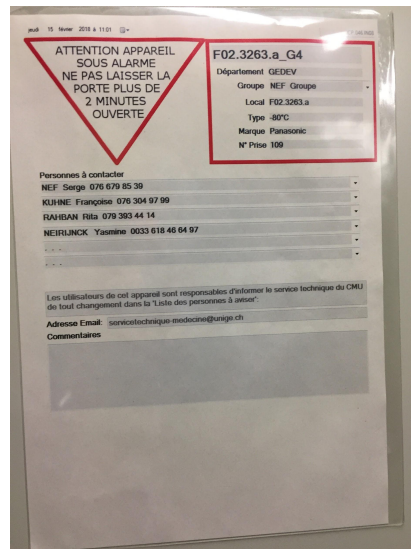 jeudi 15 février 2018 à 11:01
ATTENTION APPAREIL
SOUS ALARME
NE PAS LAISSER LA
PORTE PLUS DE
2 MINUTES
OUVERTE
F02.3263.a_G4
Département GEDEV
Groupe NEF Groupe
Local F02.3263.a
Type -80°C
Marque Panasonic
N° Prise 109
Personnes à contacter
NEF Serge 076 679 85 39
KUHNE Françoise 076 304 97 99
RAHBAN Rita 079 393 44 14
NEIRIJNCK Yasmine 0033 618 46 64 97
. . .
. . .
Les utilisateurs de cet appareil sont responsables d'informer le service technique du CMU
de tout changement dans la 'Liste des personnes à aviser':
Adresse Email: servicetechnique-medecine@unige.ch
Commentaires